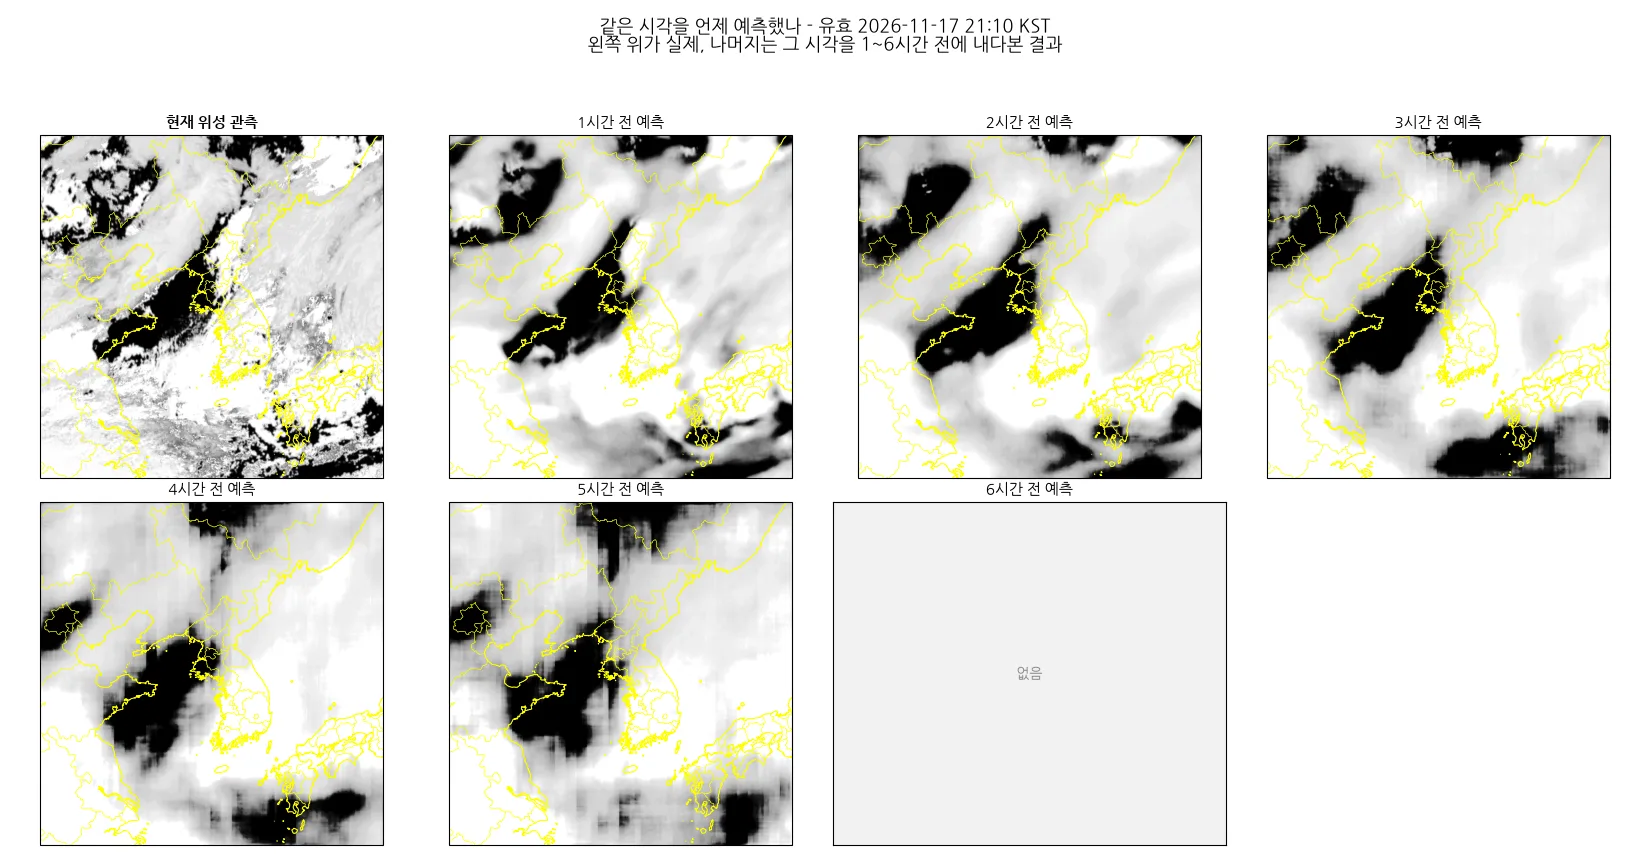 같은 시각을 언제 예측했나 - 유효 2026-11-17 21:10 KST
왼쪽 위가 실제, 나머지는 그 시각을 1~6시간 전에 내다본 결과
현재 위성 관측
1시간 전 예측
2시간 전 예측
3시간 전 예측
4시간 전 예측
5시간 전 예측
6시간 전 예측
없음